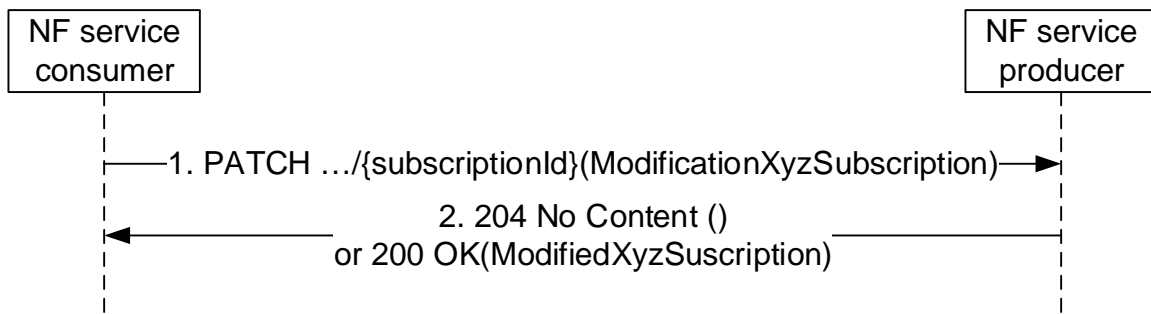 NF service
consumer
NF service
producer
1. PATCH …/{subscriptionId}(ModificationXyzSubscription)
2. 204 No Content ()
or 200 OK(ModifiedXyzSuscription)